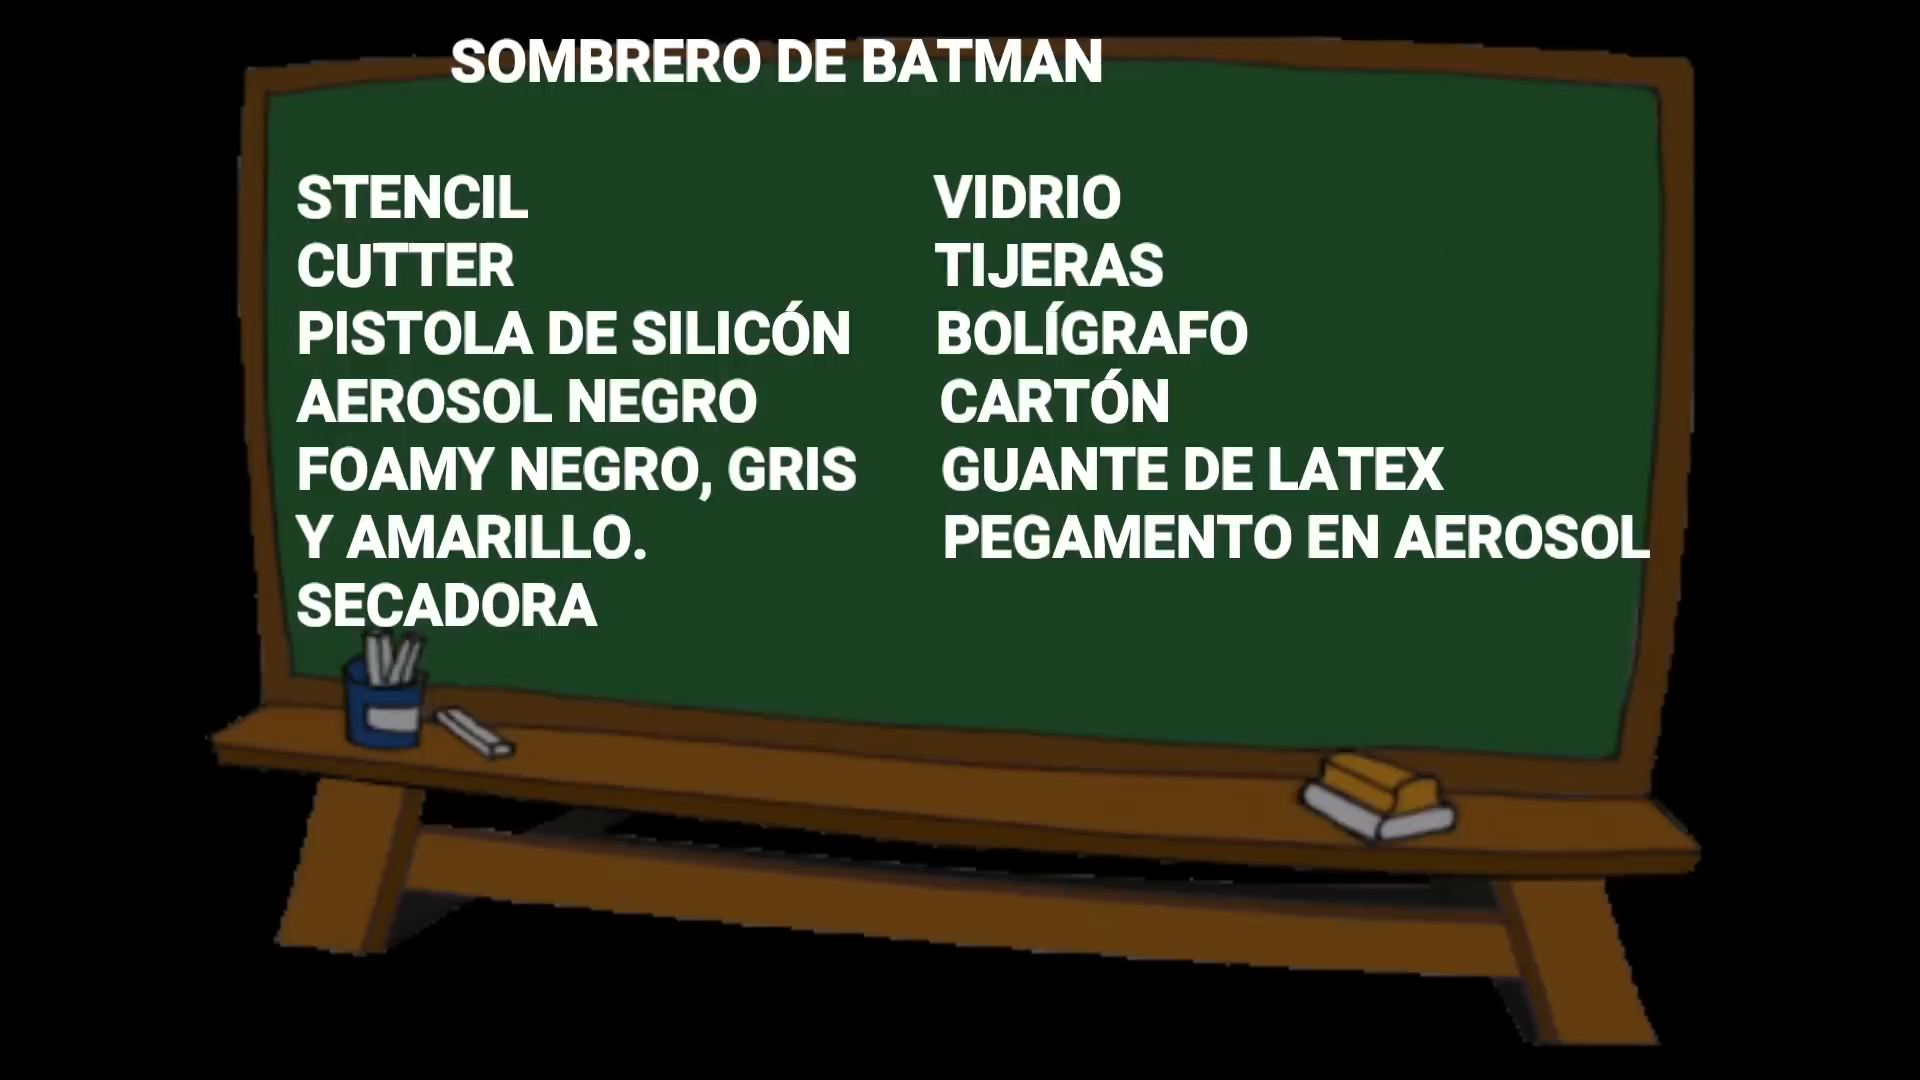 SOMBRERO DE BATMAN
STENCIL
CUTTER
PISTOLA DE SILICÓN
AEROSOL NEGRO
FOAMY NEGRO, GRIS
Y AMARILLO.
SECADORA
VIDRIO
TIJERAS
BOLÍGRAFO
CARTÓN
GUANTE DE LATEX
PEGAMENTO EN AEROSOL